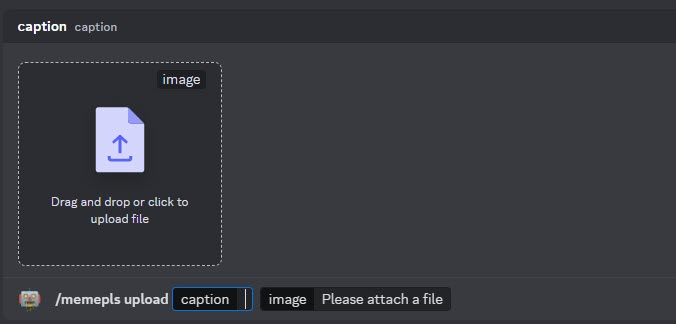 caption caption
image
Drag and drop or click to
upload file
/memepls upload caption image Please attach a file